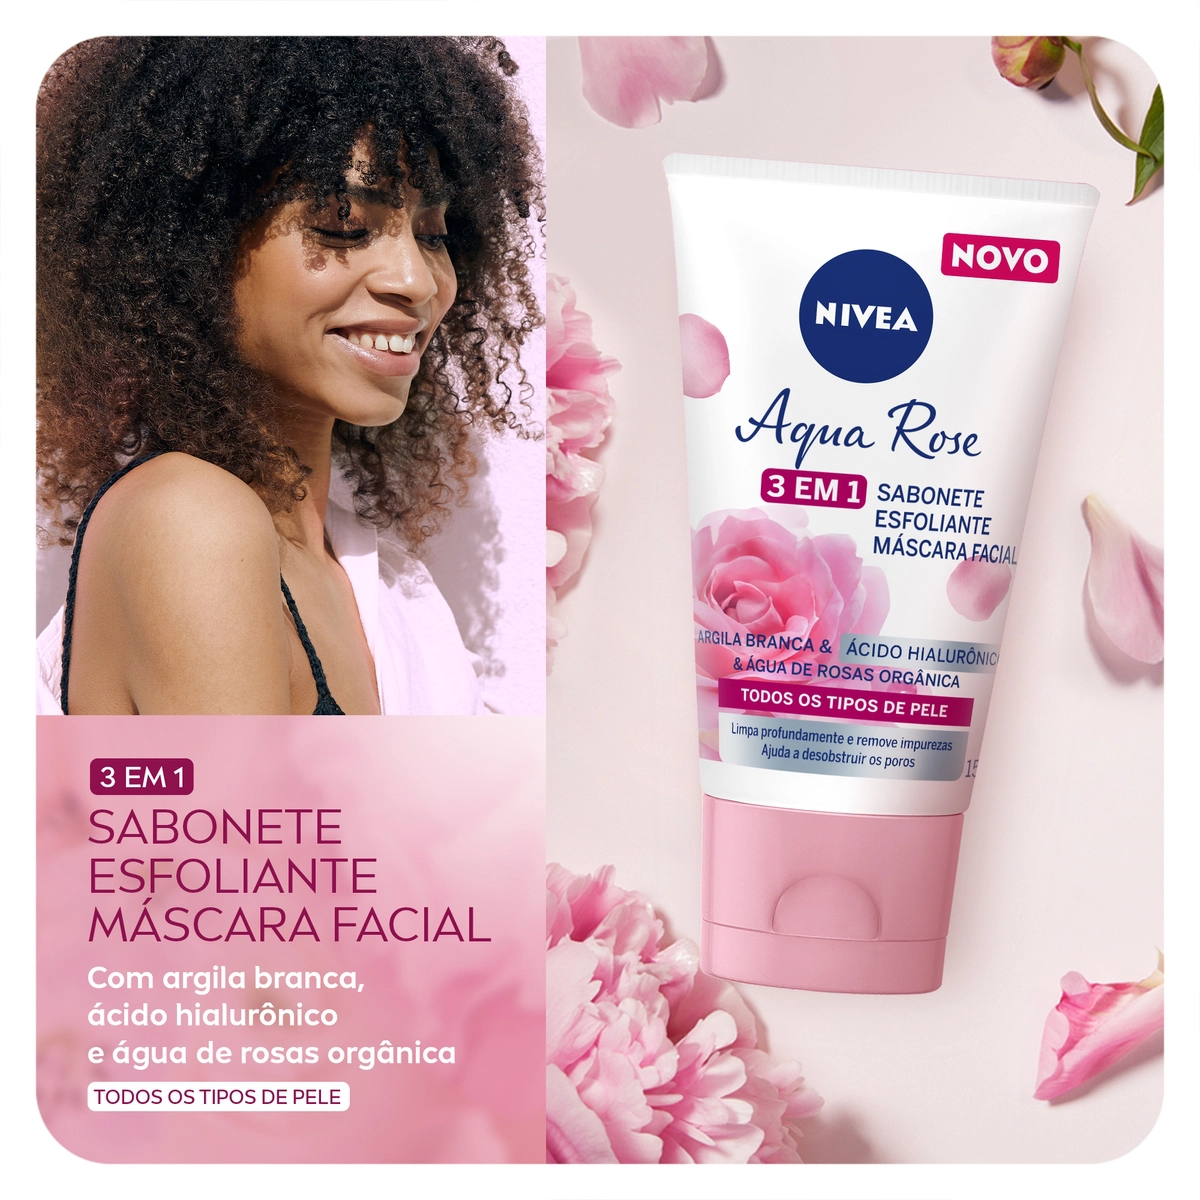 3 EM 1
SABONETE
ESFOLIANTE
MÁSCARA FACIAL
Com argila branca,
ácido hialurônico
e água de rosas orgânica
TODOS OS TIPOS DE PELE
NOVO
NIVEA
Aqua Rose
3 EM 1 SABONETE
ESFOLIANTE
MÁSCARA FACIAL
ARGILA BRANCA & ÁCIDO HIALURÔNIC
& ÁGUA DE ROSAS ORGÂNICA
TODOS OS TIPOS DE PELE
Limpa profundamente e remove impurezas
Ajuda a desobstruir os poros